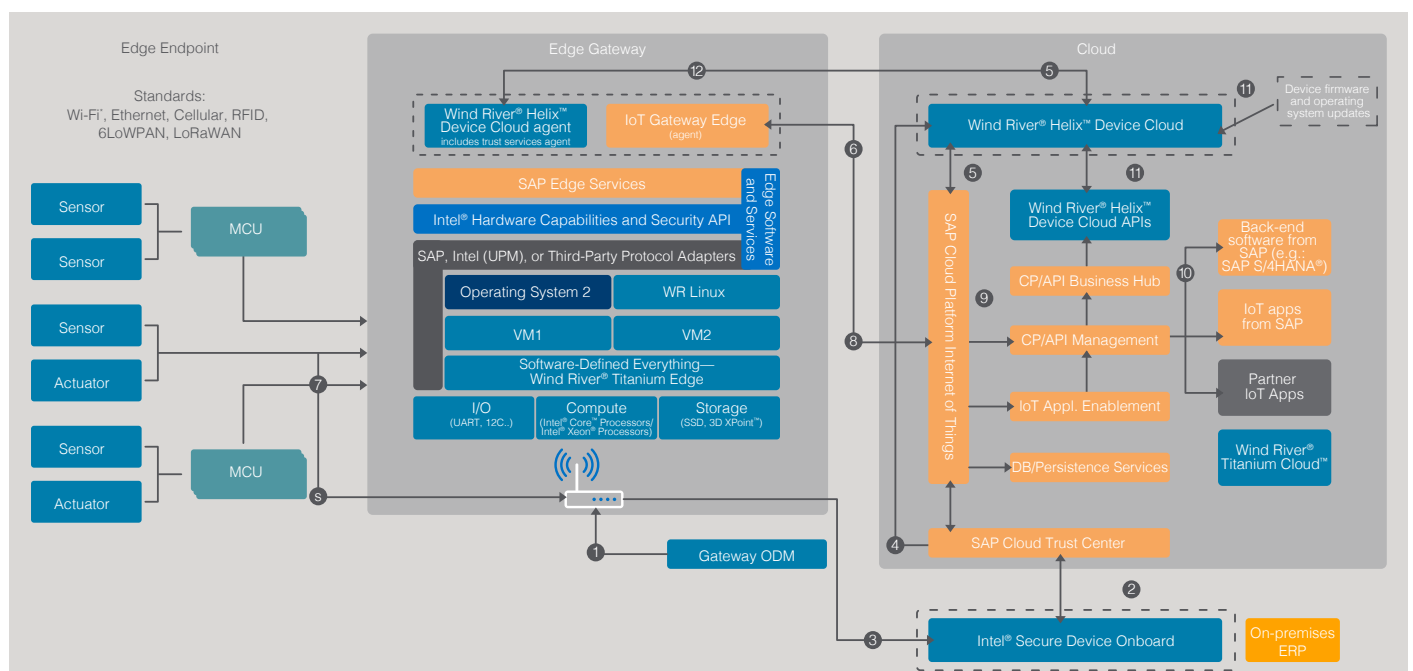 Edge Endpoint
Standards:
Wi-Fi*, Ethernet, Cellular, RFID,
6LoWPAN, LoRaWAN
Sensor
Sensor
MCU
Sensor
Actuator
7
Sensor
Actuator
MCU
S
Edge Gateway
12
Wind River® Helix™
Device Cloud agent
includes trust services agent
IoT Gateway Edge
(agent)
6
SAP Edge Services
Intel® Hardware Capabilities and Security API
Edge Software
and Services
SAP, Intel (UPM), or Third-Party Protocol Adapters
Operating System 2
WR Linux
VM1
VM2
8
Software-Defined Everything—
Wind River® Titanium Edge
I/O
(UART, 12C..)
Compute
(Intel® Core™ Processors/
Intel® Xeon® Processors)
Storage
(SSD, 3D XPoint™)
1
Gateway ODM
Cloud
5
11
Device firmware
and operating
system updates
Wind River® Helix™ Device Cloud
5
11
SAP Cloud Platform Internet of Things
Wind River® Helix™
Device Cloud APIs
9
CP/API Business Hub
CP/API Management
IoT Appl. Enablement
DB/Persistence Services
10
Back-end
software from
SAP (e.g.:
SAP S/4HANA®)
IoT apps
from SAP
Partner
IoT Apps
Wind River®
Titanium Cloud™
4
SAP Cloud Trust Center
2
3
Intel® Secure Device Onboard
On-premises
ERP